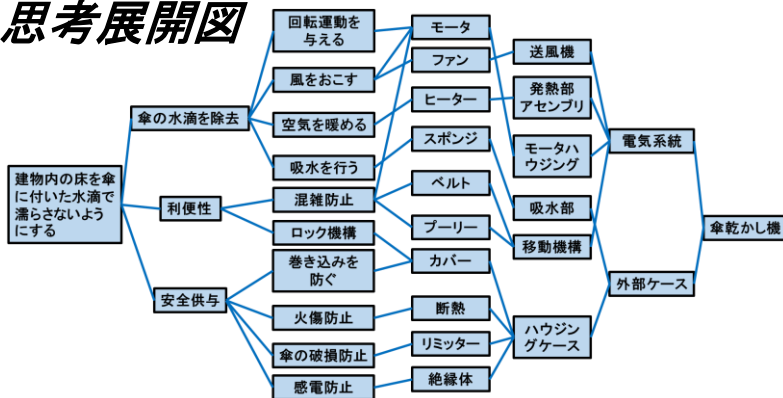 思考展開図
建物内の床を傘
に付いた水滴で
濡らさないよう
にする
傘の水滴を除去
利便性
安全供与
回転運動を
与える
風をおこす
空気を暖める
吸水を行う
混雑防止
ロック機構
巻き込みを
防ぐ
火傷防止
傘の破損防止
感電防止
モータ
ファン
ヒーター
スポンジ
ベルト
プーリー
カバー
断熱
リミッター
絶縁体
送風機
発熱部
アセンブリ
モータハ
ウジング
吸水部
移動機構
ハウジン
グケース
電気系統
外部ケース
傘乾かし機